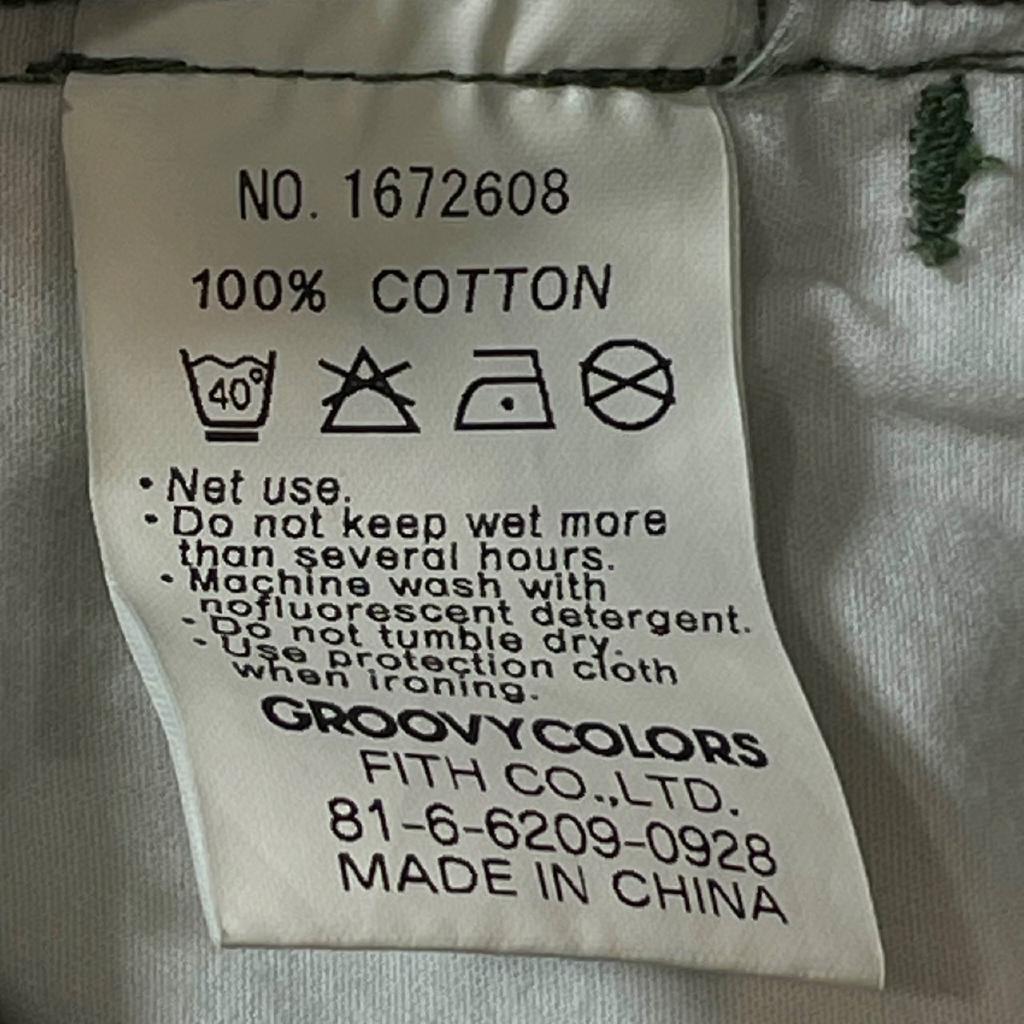 NO. 1672608
100% COTTON
40°
• Net use.
• Do not keep wet more
than several hours.
• Machine wash with
nofluorescent detergent.
• Do not tumble dry.
• Use protection cloth
when ironing.
GROOVYCOLORS
FITH CO.,LTD.
81-6-6209-0928
MADE IN CHINA